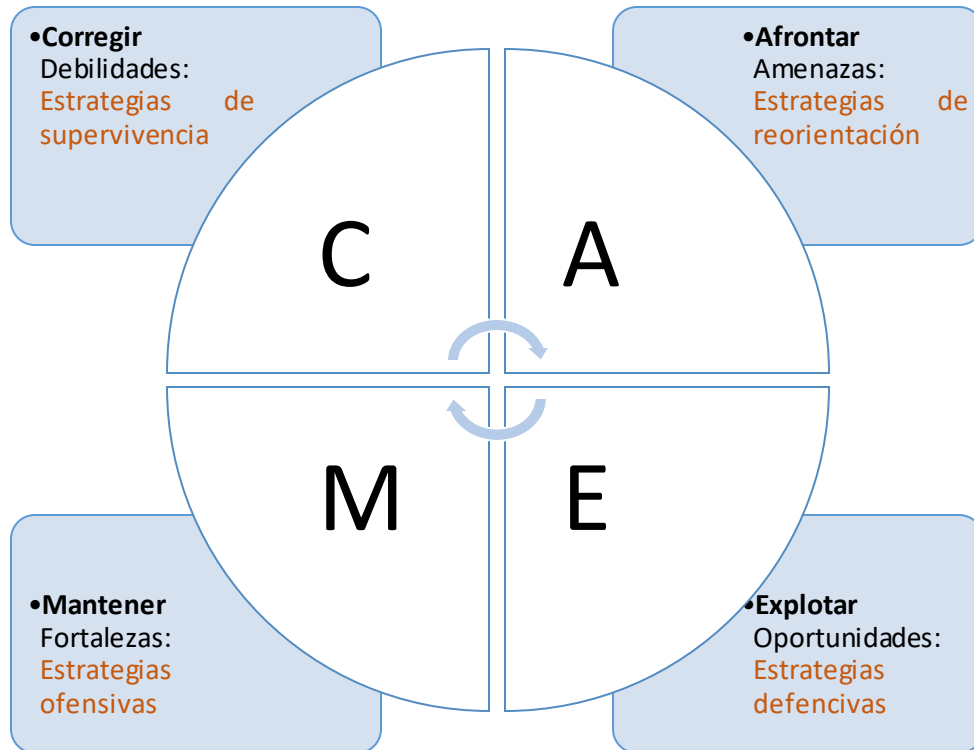 •Corregir
Debilidades:
Estrategias de
supervivencia
•Afrontar
Amenazas:
Estrategias de
reorientación
C
A
M
E
•Mantener
Fortalezas:
Estrategias
ofensivas
•Explotar
Oportunidades:
Estrategias
defencivas